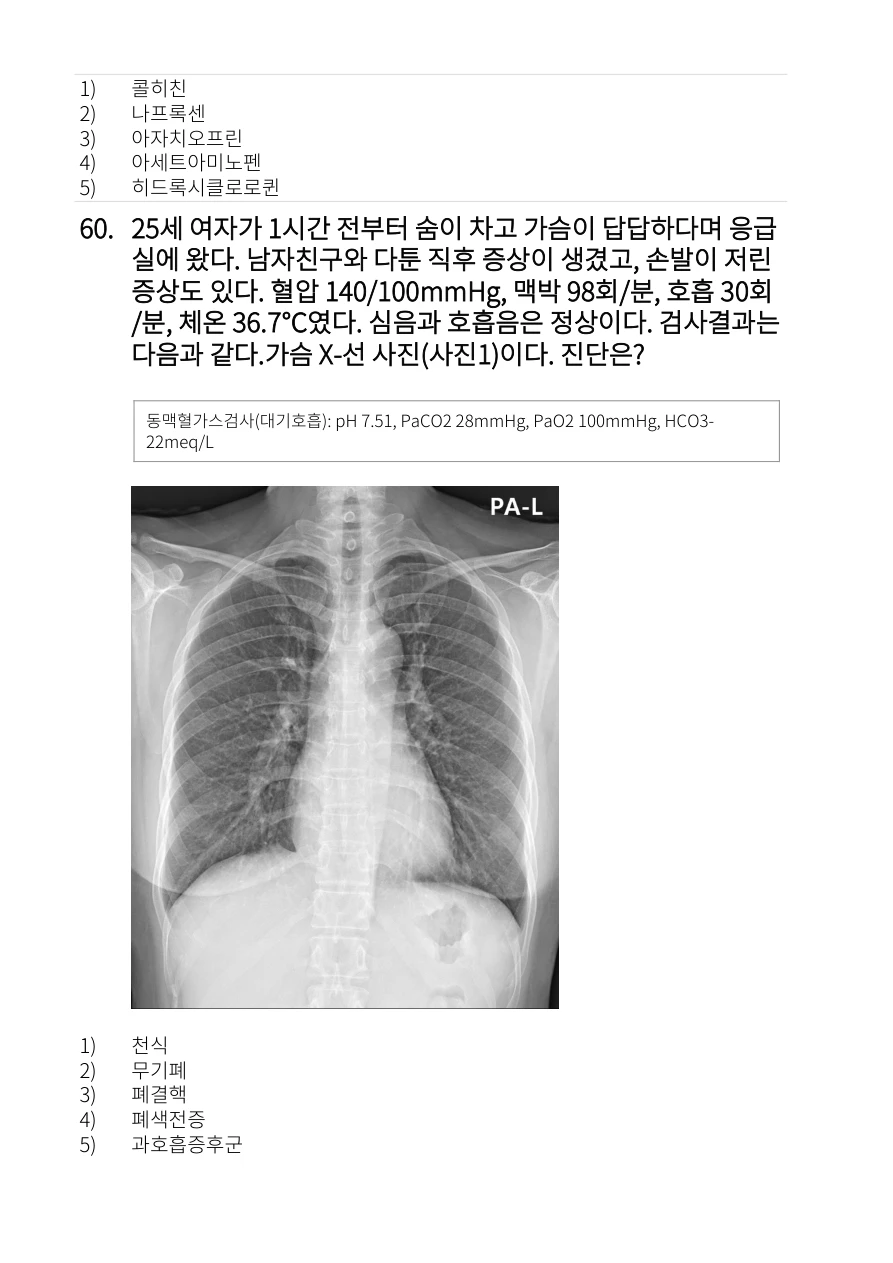 1) 콜히친
2) 나프록센
3) 아자치오프린
4) 아세트아미노펜
5) 히드록시클로로퀸
60. 25세 여자가 1시간 전부터 숨이 차고 가슴이 답답하다며 응급
실에 왔다. 남자친구와 다툰 직후 증상이 생겼고, 손발이 저린
증상도 있다. 혈압 140/100mmHg, 맥박 98회/분, 호흡 30회
/분, 체온 36.7℃였다. 심음과 호흡음은 정상이다. 검사결과는
다음과 같다.가슴 X-선 사진(사진1)이다. 진단은?
동맥혈가스검사(대기호흡): pH 7.51, PaCO2 28mmHg, PaO2 100mmHg, HCO3-
22meq/L
PA-L
1) 천식
2) 무기폐
3) 폐결핵
4) 폐색전증
5) 과호흡증후군